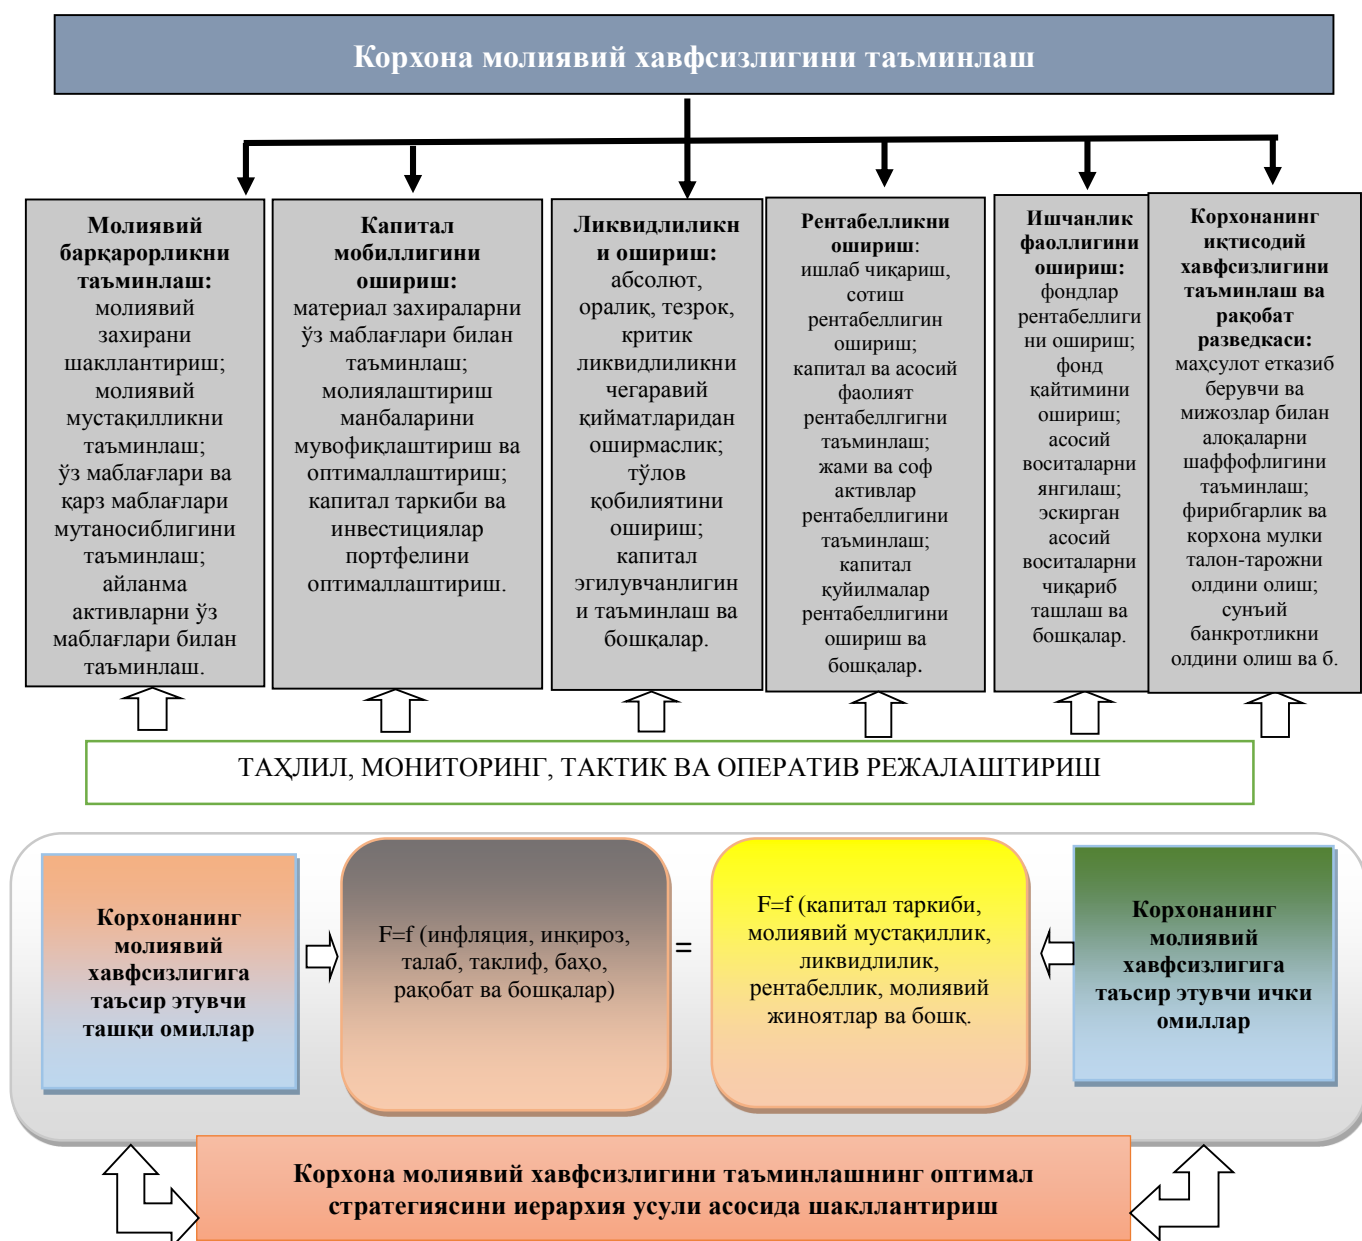 Корхона молиявий хавфсизлигини таъминлаш
Молиявий
барқарорликни
таъминлаш:
молиявий
захирани
шакллантириш;
молиявий
мустақилликни
таъминлаш;
ўз маблағлари ва
қарз маблағлари
мутаносиблигини
таъминлаш;
айланма
активларни ўз
маблағлари билан
таъминлаш.
Капитал
мобиллигини
ошириш:
материал захираларни
ўз маблағлари билан
таъминлаш;
молиялаштириш
манбаларини
мувофиқлаштириш ва
оптималлаштириш;
капитал таркиби ва
инвестициялар
портфелини
оптималлаштириш.
Ликвидлиликн
и ошириш:
абсолют,
оралиқ, тезрок,
критик
ликвидлиликни
чегаравий
қийматларидан
оширмаслик;
тўлов
қобилиятини
ошириш;
капитал
эгилувчанлигин
и таъминлаш ва
бошқалар.
Рентабелликни
ошириш:
ишлаб чиқариш,
сотиш
рентабеллигин
ошириш;
капитал ва асосий
фаолият
рентабеллгигни
таъминлаш;
жами ва соф
активлар
рентабеллигини
таъминлаш;
капитал
қуйилмалар
рентабеллигини
ошириш ва
бошқалар.
Ишчанлик
фаоллигини
ошириш:
фондлар
рентабеллиги
ни ошириш;
фонд
қайтимини
ошириш;
асосий
воситаларни
янгилаш;
эскирган
асосий
воситаларни
чиқариб
ташлаш ва
бошқалар.
Корхонанинг
иқтисодий
хавфсизлигини
таъминлаш ва
рақобат
разведкаси:
маҳсулот етказиб
берувчи ва
мижозлар билан
алоқаларни
шаффофлигини
таъминлаш;
фирибгарлик ва
корхона мулки
талон-тарожни
олдини олиш;
сунъий
банкротликни
олдини олиш ва б.
ТАҲЛИЛ, МОНИТОРИНГ, ТАКТИК ВА ОПЕРАТИВ РЕЖАЛАШТИРИШ
Корхонанинг
молиявий
хавфсизлигига
таъсир этувчи
ташқи омиллар
F=f (инфляция, инқироз,
талаб, таклиф, баҳо,
рақобат ва бошқалар)
=
F=f (капитал таркиби,
молиявий мустақиллик,
ликвидлилик,
рентабеллик, молиявий
жиноятлар ва бошқ.
Корхонанинг
молиявий
хавфсизлигига
таъсир этувчи ички
омиллар
Корхона молиявий хавфсизлигини таъминлашнинг оптимал
стратегиясини иерархия усули асосида шакллантириш